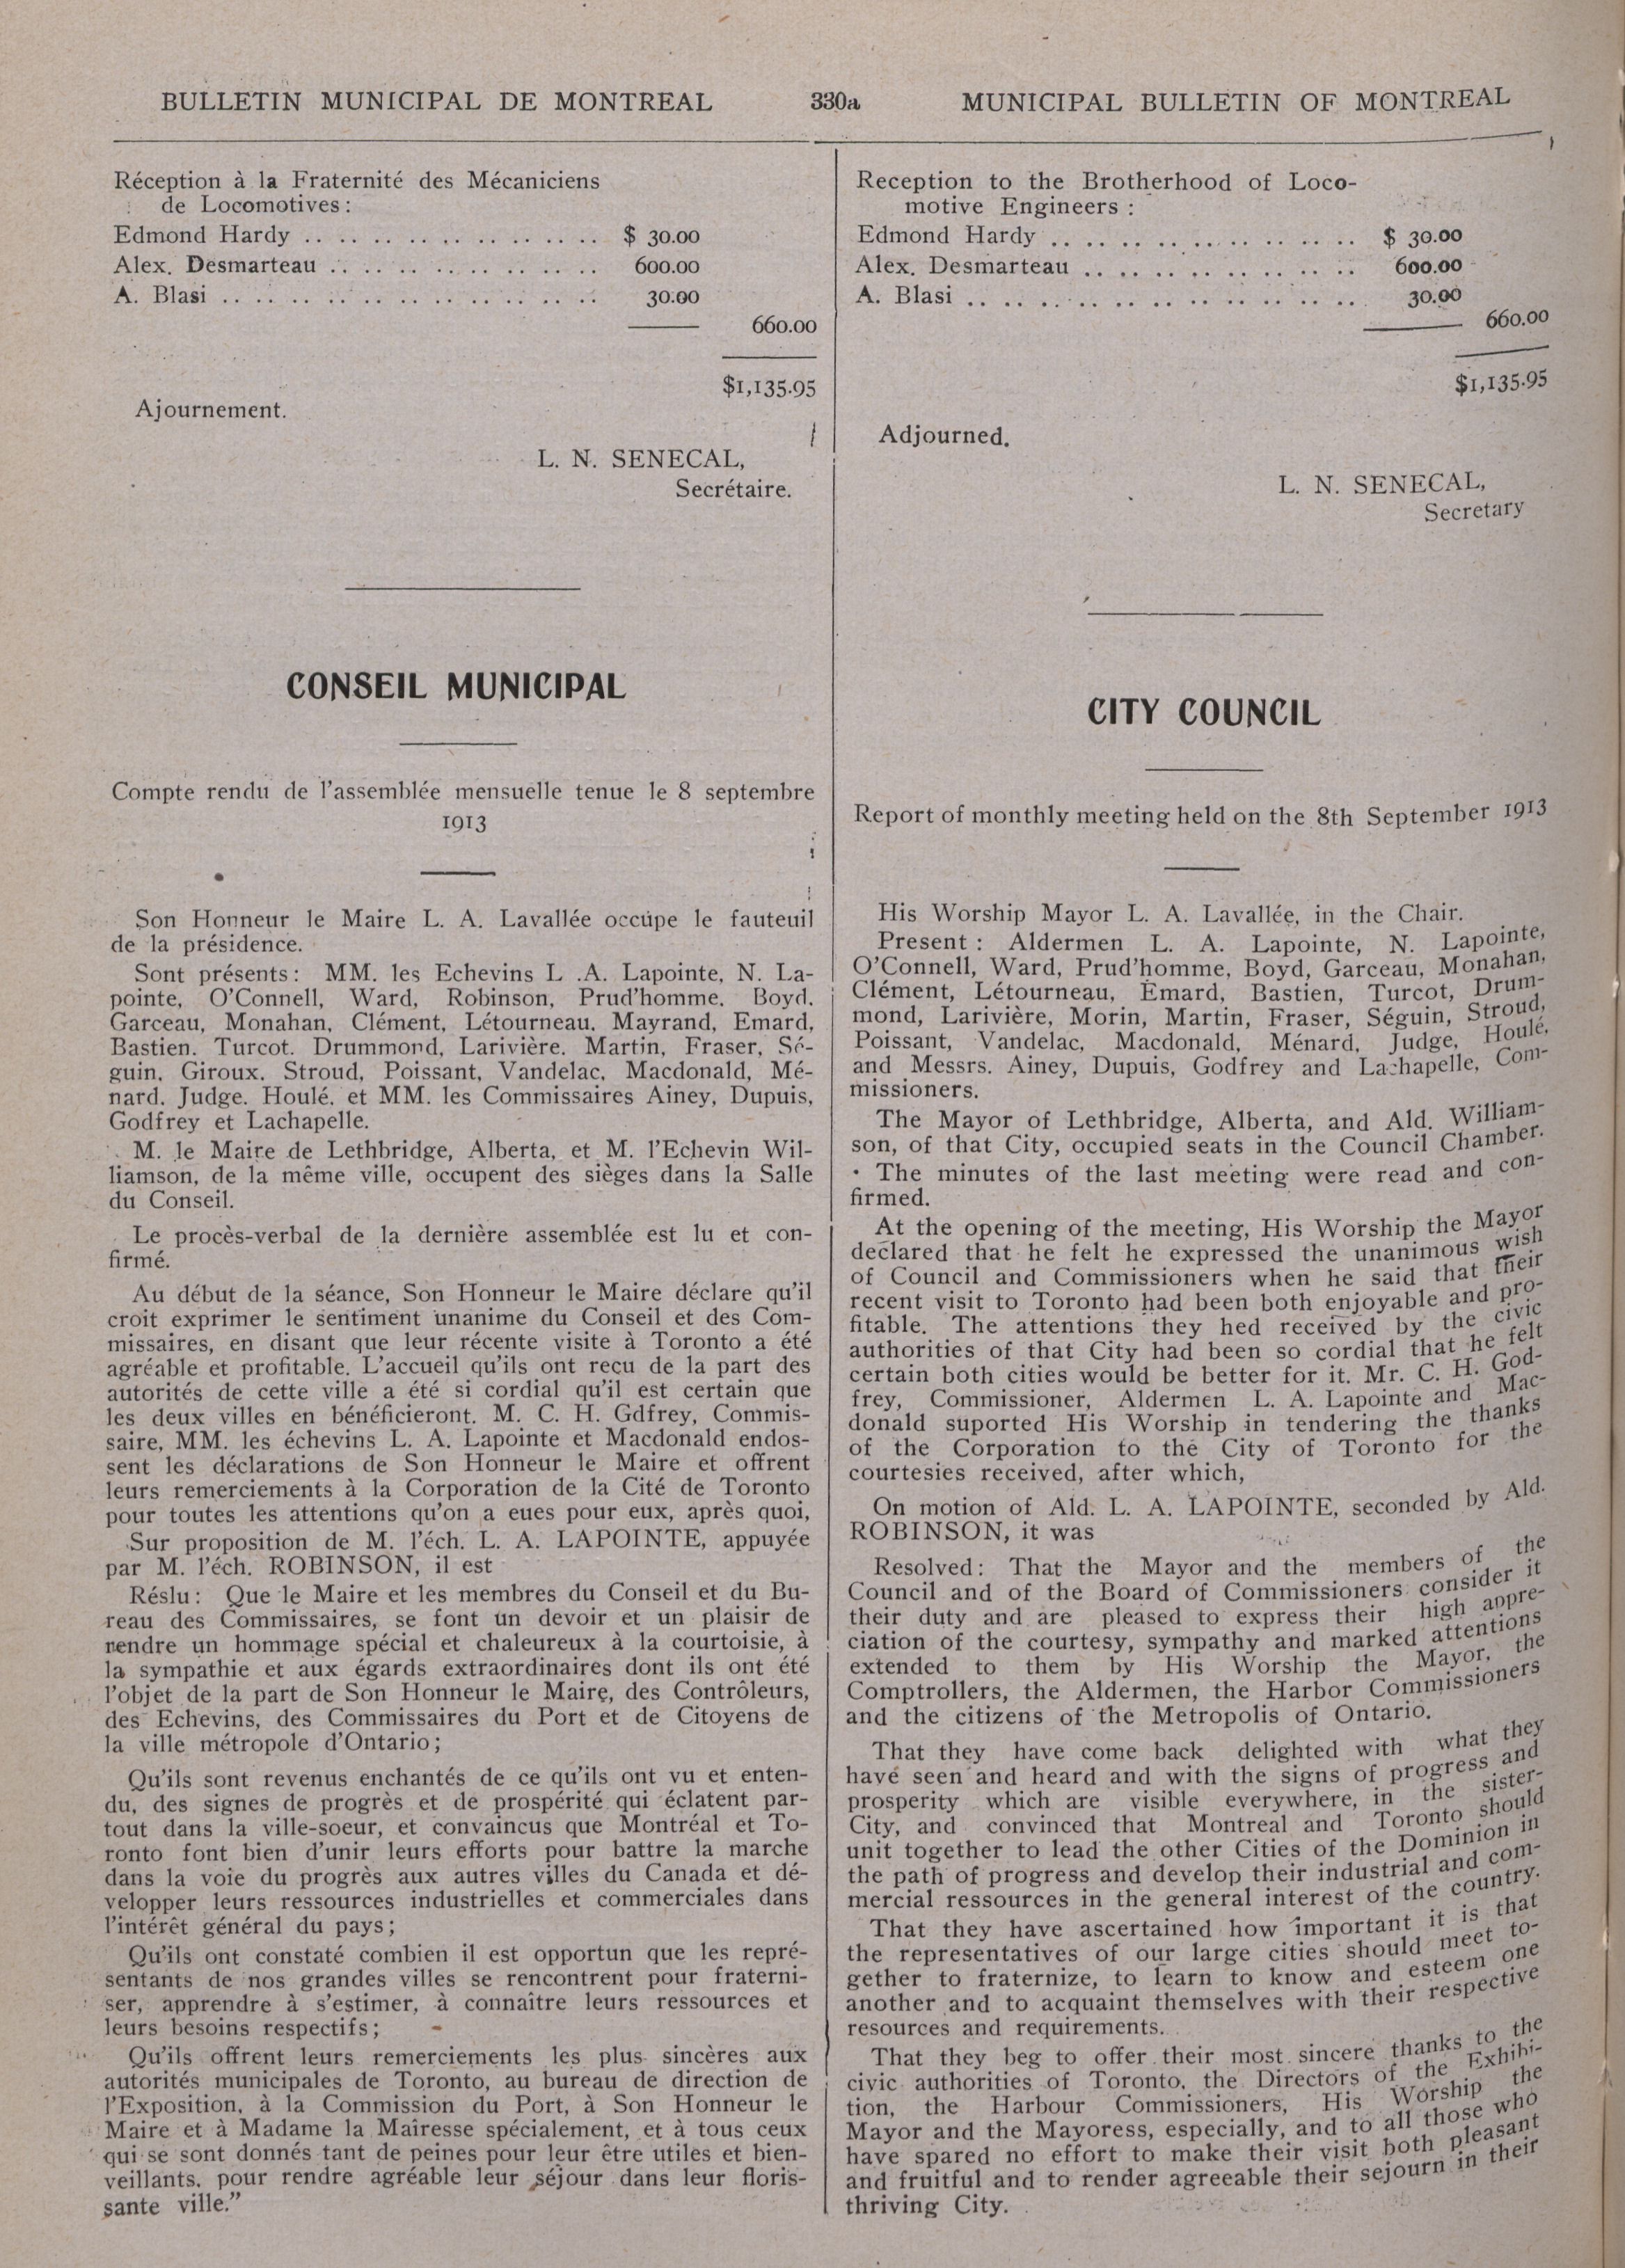 BULLETIN MUNICIPAL DE MONTREAL 330a MUNICIPAL BULLETIN OF MONTREAL
Réception à la Fraternité des Mécaniciens
de Locomotives:
Edmond Hardy .. .. .. .. .. .. .. .. .. $ 30.00
Alex. Desmarteau .. .. .. .. .. .. .. .. 600.00
A. Blasi .. .. .. .. .. .. .. .. .. .. .. 30.00
660.00
$1,135.95
Ajournement.
L. N. SENECAL,
Secrétaire.
CONSEIL MUNICIPAL
Compte rendu de l'assemblée mensuelle tenue le 8 septembre
1913
Son Honneur le Maire L. A. Lavallée occupe le fauteuil
de la présidence.
Sont présents: MM. les Echevins L .A. Lapointe, N. La-
pointe, O'Connell, Ward, Robinson, Prud'homme. Boyd.
Garceau, Monahan, Clément, Létourneau. Mayrand, Emard,
Bastien. Turcot. Drummond, Larivière. Martin, Fraser, Sé-
guin, Giroux. Stroud, Poissant, Vandelac, Macdonald, Mé-
nard. Judge. Houlé. et MM. les Commissaires Ainey, Dupuis,
Godfrey et Lachapelle.
M. le Maire de Lethbridge, Alberta, et M. l'Echevin Wil-
liamson, de la même ville, occupent des sièges dans la Salle
du Conseil.
Le procès-verbal de la dernière assemblée est lu et con-
firmé.
Au début de la séance, Son Honneur le Maire déclare qu'il
croit exprimer le sentiment unanime du Conseil et des Com-
missaires, en disant que leur récente visite à Toronto a été
agréable et profitable. L'accueil qu'ils ont reçu de la part des
autorités de cette ville a été si cordial qu'il est certain que
les deux villes en bénéficieront. M. C. H. Gdfrey, Commis-
saire, MM. les échevins L. A. Lapointe et Macdonald endos-
sent les déclarations de Son Honneur le Maire et offrent
leurs remerciements à la Corporation de la Cité de Toronto
pour toutes les attentions qu'on a eues pour eux, après quoi,
Sur proposition de M. l'éch. L. A. LAPOINTE, appuyée
par M. l'éch. ROBINSON, il est
Réslu: Que le Maire et les membres du Conseil et du Bu-
reau des Commissaires, se font un devoir et un plaisir de
rendre un hommage spécial et chaleureux à la courtoisie, à
la sympathie et aux égards extraordinaires dont ils ont été
l'objet de la part de Son Honneur le Maire, des Contrôleurs,
des Echevins, des Commissaires du Port et de Citoyens de
la ville métropole d'Ontario;
Qu'ils sont revenus enchantés de ce qu'ils ont vu et enten-
du, des signes de progrès et de prospérité qui éclatent par-
tout dans la ville-soeur, et convaincus que Montréal et To-
ronto font bien d'unir leurs efforts pour battre la marche
dans la voie du progrès aux autres villes du Canada et dé-
velopper leurs ressources industrielles et commerciales dans
l'intérêt général du pays;
Qu'ils ont constaté combien il est opportun que les repré-
sentants de nos grandes villes se rencontrent pour fraterni-
ser, apprendre à s'estimer, à connaître leurs ressources et
leurs besoins respectifs;
Qu'ils offrent leurs remerciements les plus sincères aux
autorités municipales de Toronto, au bureau de direction de
l'Exposition, à la Commission du Port, à Son Honneur le
Maire et à Madame la Mairesse spécialement, et à tous ceux
qui se sont donnés tant de peines pour leur être utiles et bien-
veillants. pour rendre agréable leur séjour dans leur floris-
sante ville."
Reception to the Brotherhood of Loco-
motive Engineers :
Edmond Hardy .. .. .. .. .. .. .. .. .. $ 30.00
Alex. Desmarteau .. .. .. .. .. .. .. .. 600.00
A. Blasi .. .. .. .. .. .. .. .. .. .. .. 30.00
660.00
$1,135.95
Adjourned.
L. N. SENECAL,
Secretary
CITY COUNCIL
Report of monthly meeting held on the 8th September 1913
His Worship Mayor L. A. Lavallée, in the Chair.
Present : Aldermen L. A. Lapointe, N. Lapointe,
O'Connell, Ward, Prud'homme, Boyd, Garceau, Monahan,
Clément, Létourneau, Emard, Bastien, Turcot, Drum-
mond, Larivière, Morin, Martin, Fraser, Séguin, Stroud,
Poissant, Vandelac, Macdonald, Ménard, Judge, Houlé,
and Messrs. Ainey, Dupuis, Godfrey and Lachapelle, Com-
missioners.
The Mayor of Lethbridge, Alberta, and Ald. William-
son, of that City, occupied seats in the Council Chamber.
The minutes of the last meeting were read and con-
firmed.
At the opening of the meeting, His Worship the Mayor
declared that he felt he expressed the unanimous wish
of Council and Commissioners when he said that their
recent visit to Toronto had been both enjoyable and pro-
fitable. The attentions they hed received by the civic
authorities of that City had been so cordial that he felt
certain both cities would be better for it. Mr. C. H. God-
frey, Commissioner, Aldermen L. A. Lapointe and Mac-
donald suported His Worship in tendering the thanks
of the Corporation to the City of Toronto for the
courtesies received, after which,
On motion of Ald. L. A. LAPOINTE, seconded by Ald.
ROBINSON, it was
Resolved: That the Mayor and the members of the
Council and of the Board of Commissioners consider it
their duty and are pleased to express their high appre-
ciation of the courtesy, sympathy and marked attentions
extended to them by His Worship the Mayor, the
Comptrollers, the Aldermen, the Harbor Commissioners
and the citizens of the Metropolis of Ontario.
That they have come back delighted with what they
have seen and heard and with the signs of progress and
prosperity which are visible everywhere, in the sister-
City, and convinced that Montreal and Toronto should
unit together to lead the other Cities of the Dominion in
the path of progress and develop their industrial and com-
mercial ressources in the general interest of the country.
That they have ascertained how important it is that
the representatives of our large cities should meet to-
gether to fraternize, to learn to know and esteem one
another and to acquaint themselves with their respective
resources and requirements.
That they beg to offer their most sincere thanks to the
civic authorities of Toronto, the Directors of the Exhibi-
tion, the Harbour Commissioners, His Worship the
Mayor and the Mayoress, especially, and to all those who
have spared no effort to make their visit both pleasant
and fruitful and to render agreeable their sejourn in their
thriving City.